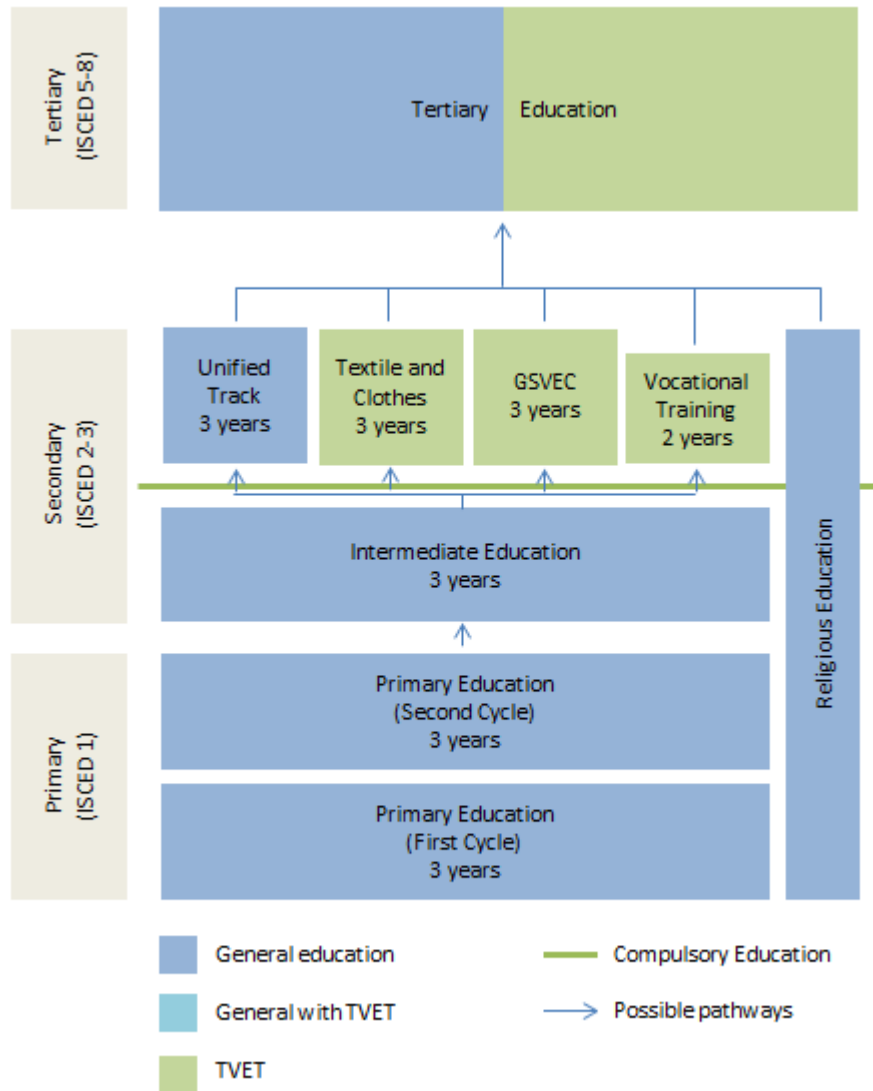 Tertiary
(ISCED 5-8)
Tertiary Education
Secondary
(ISCED 2-3)
Unified
Track
3 years
Textile and
Clothes
3 years
GSVEC
3 years
Vocational
Training
2 years
Religious Education
Intermediate Education
3 years
Primary
(ISCED 1)
Primary Education
(Second Cycle)
3 years
Primary Education
(First Cycle)
3 years
General education
Compulsory Education
General with TVET
Possible pathways
TVET